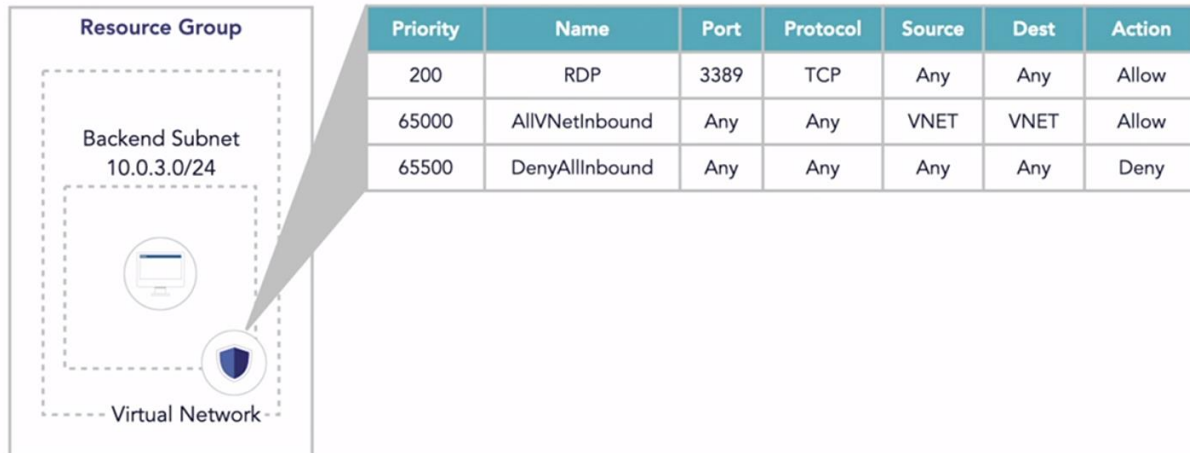 Resource Group
Backend Subnet
10.0.3.0/24
Virtual Network
Priority Name Port Protocol Source Dest Action
200 RDP 3389 TCP Any Any Allow
65000 AllVNetInbound Any Any VNET VNET Allow
65500 DenyAllInbound Any Any Any Any Deny